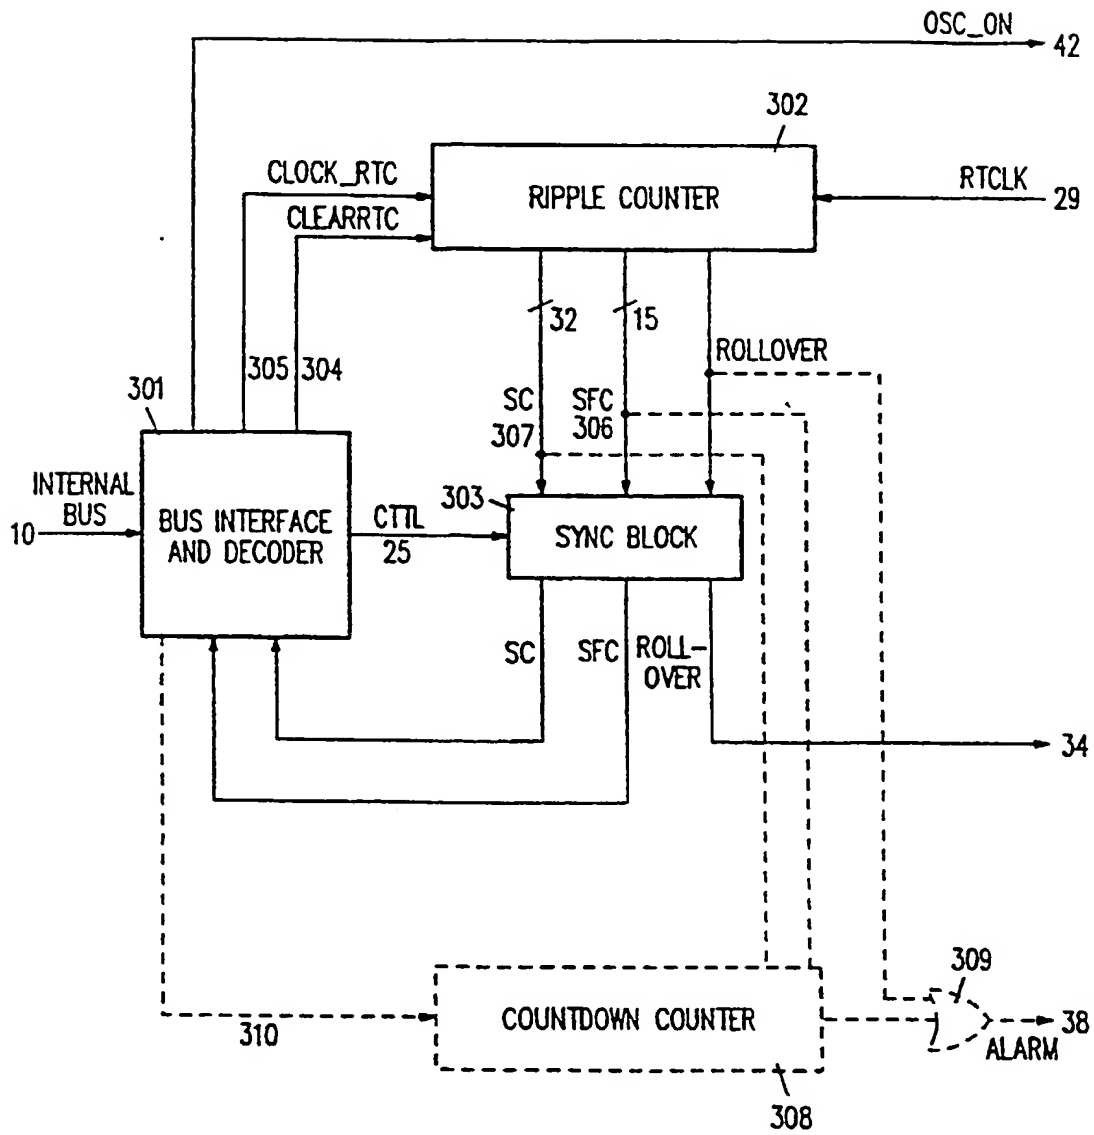 OSC_ON
42
302
CLOCK_RTC
RIPPLE COUNTER
RTCLK
29
CLEARRTC
32
15
305
304
ROLLOVER
301
SC
307
SFC
306
INTERNAL
BUS
10
BUS INTERFACE
AND DECODER
CTTL
25
303
SYNC BLOCK
SC
SFC
ROLL-
OVER
34
309
310
COUNTDOWN COUNTER
38
ALARM
308